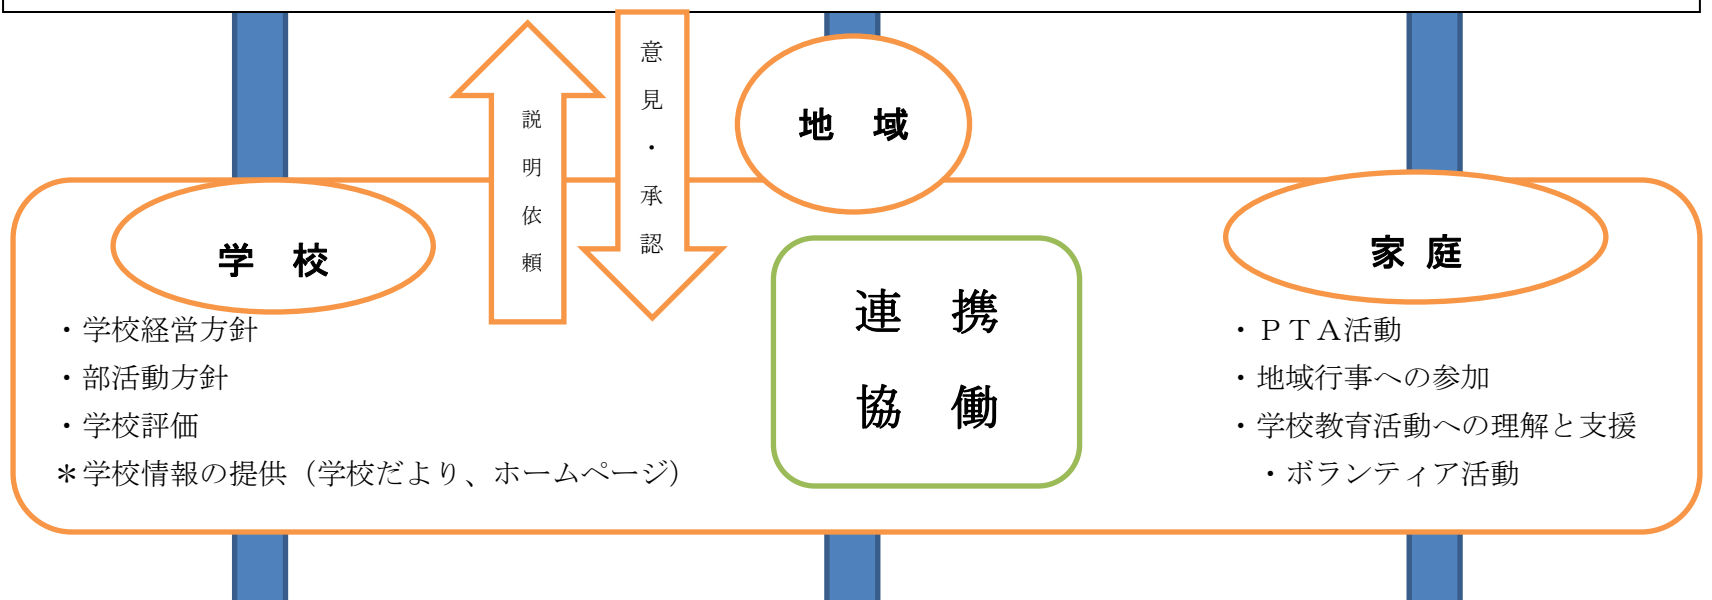 説明依頼
意見・承認
地　域
学　校
家 庭
連　携
協　働
・学校経営方針
・部活動方針
・学校評価
＊学校情報の提供（学校だより、ホームページ）
・ＰＴＡ活動
・地域行事への参加
・学校教育活動への理解と支援
・ボランティア活動